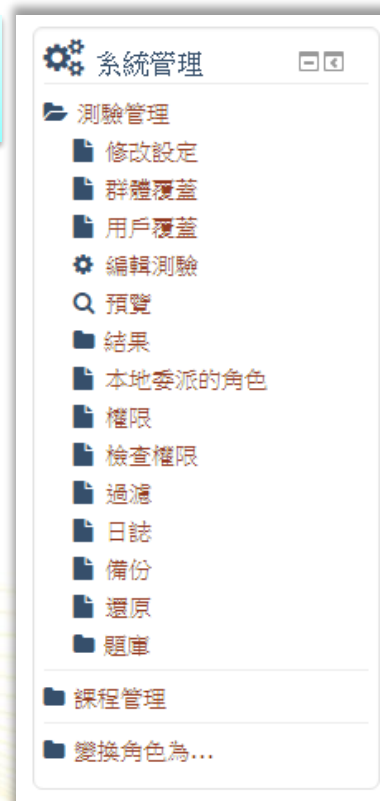 系統管理
測驗管理
修改設定
群體覆蓋
用戶覆蓋
編輯測驗
預覽
結果
本地委派的角色
權限
檢查權限
過濾
日誌
備份
還原
題庫
課程管理
變換角色為...